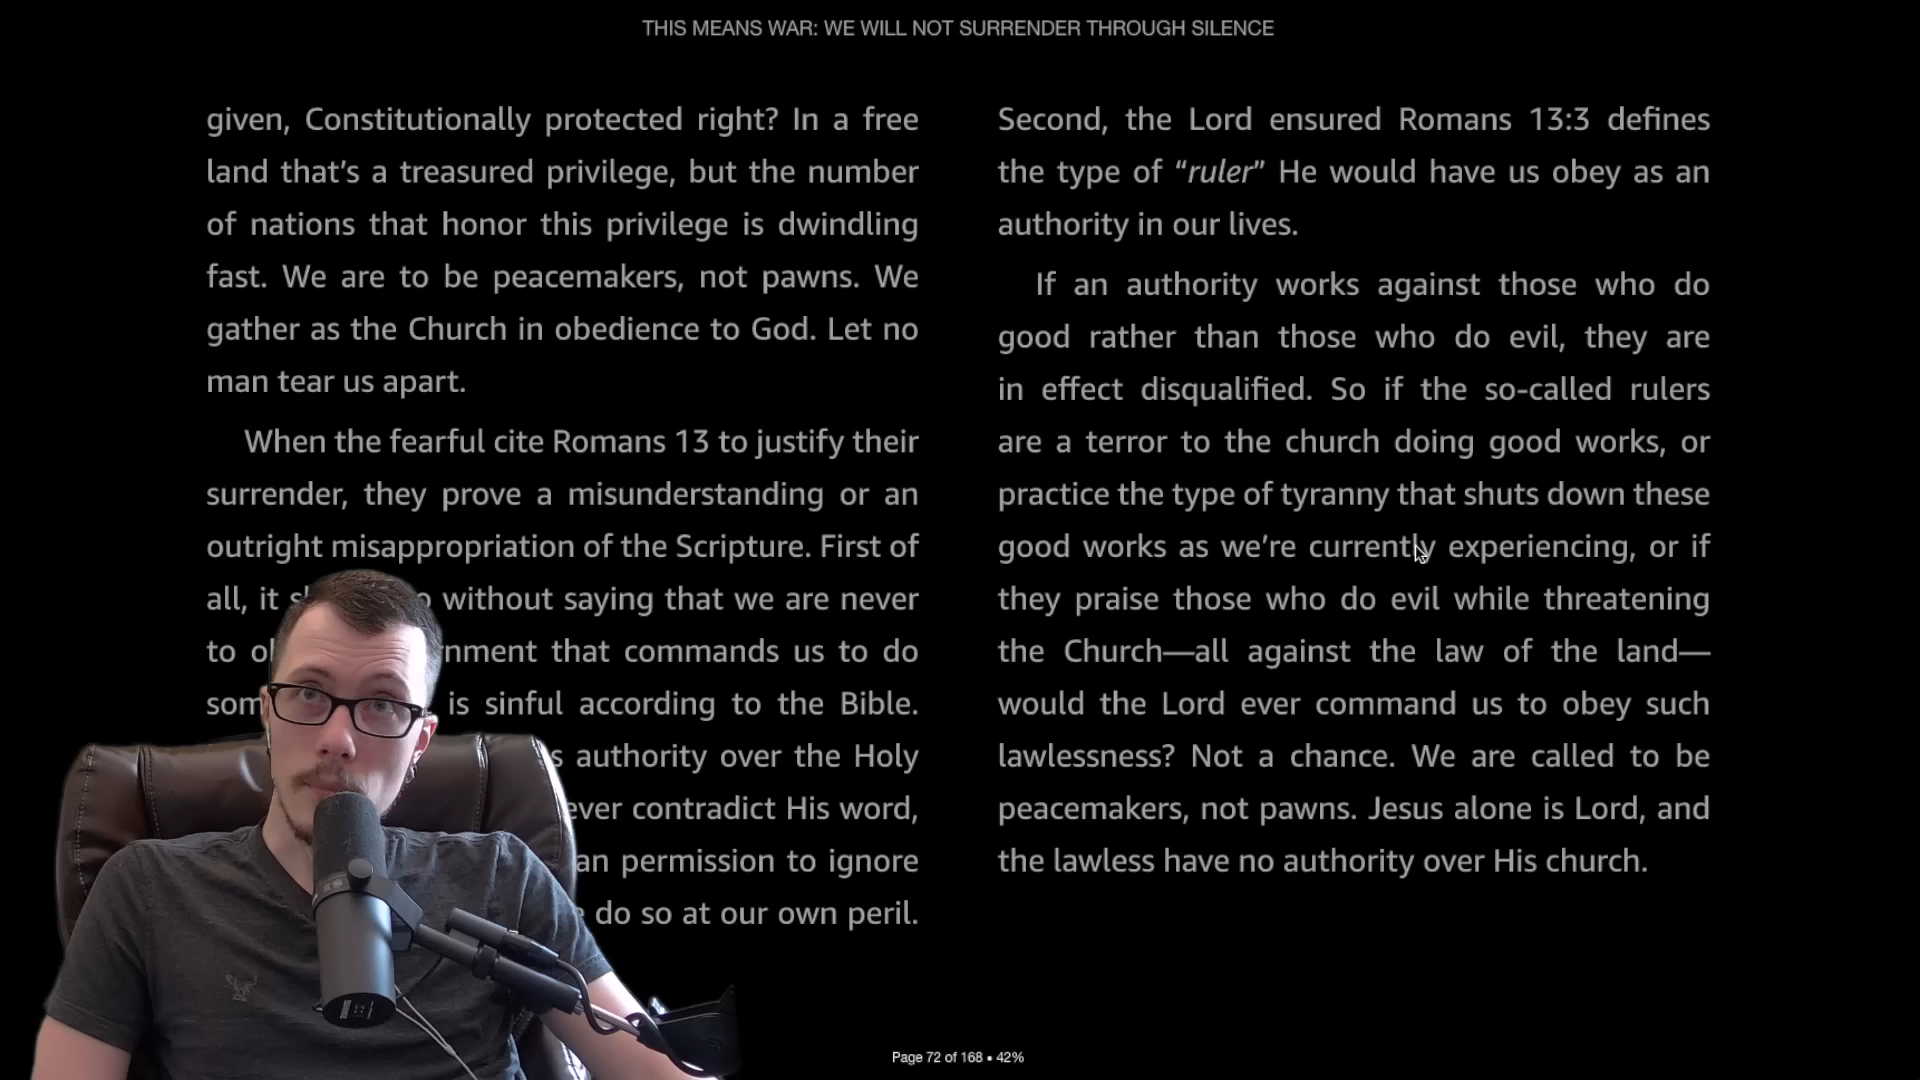 THIS MEANS WAR: WE WILL NOT SURRENDER THROUGH SILENCE
given, Constitutionally protected right? In a free
land that’s a treasured privilege, but the number
of nations that honor this privilege is dwindling
fast. We are to be peacemakers, not pawns. We
gather as the Church in obedience to God. Let no
man tear us apart.
When the fearful cite Romans 13 to justify their
surrender, they prove a misunderstanding or an
outright misappropriation of the Scripture. First of
all, it without saying that we are never
to that commands us to do
is sinful according to the Bible.
authority over the Holy
contradict His word,
permission to ignore
do so at our own peril.
Second, the Lord ensured Romans 13:3 defines
the type of “ruler” He would have us obey as an
authority in our lives.
If an authority works against those who do
good rather than those who do evil, they are
in effect disqualified. So if the so-called rulers
are a terror to the church doing good works, or
practice the type of tyranny that shuts down these
good works as we’re currently experiencing, or if
they praise those who do evil while threatening
the Church—all against the law of the land—
would the Lord ever command us to obey such
lawlessness? Not a chance. We are called to be
peacemakers, not pawns. Jesus alone is Lord, and
the lawless have no authority over His church.
Page 72 of 168 • 42%